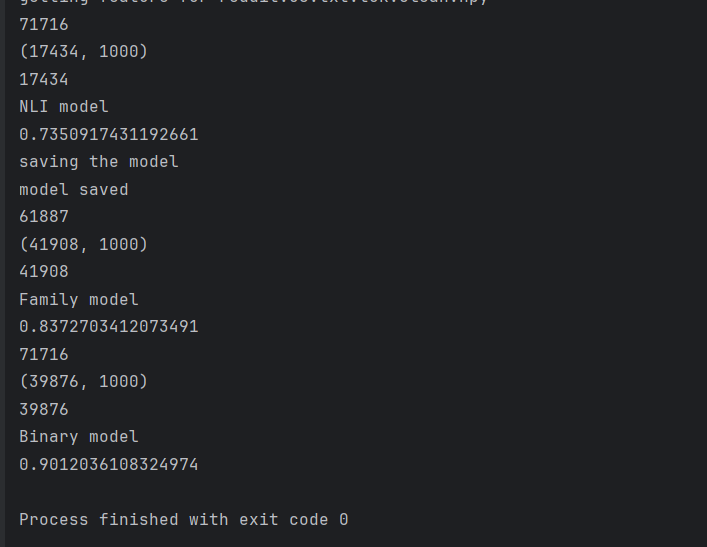 71716
(17434, 1000)
17434
NLI model
0.7350917431192661
saving the model
model saved
61887
(41908, 1000)
41908
Family model
0.8372703412073491
71716
(39876, 1000)
39876
Binary model
0.9012036108324974
Process finished with exit code 0